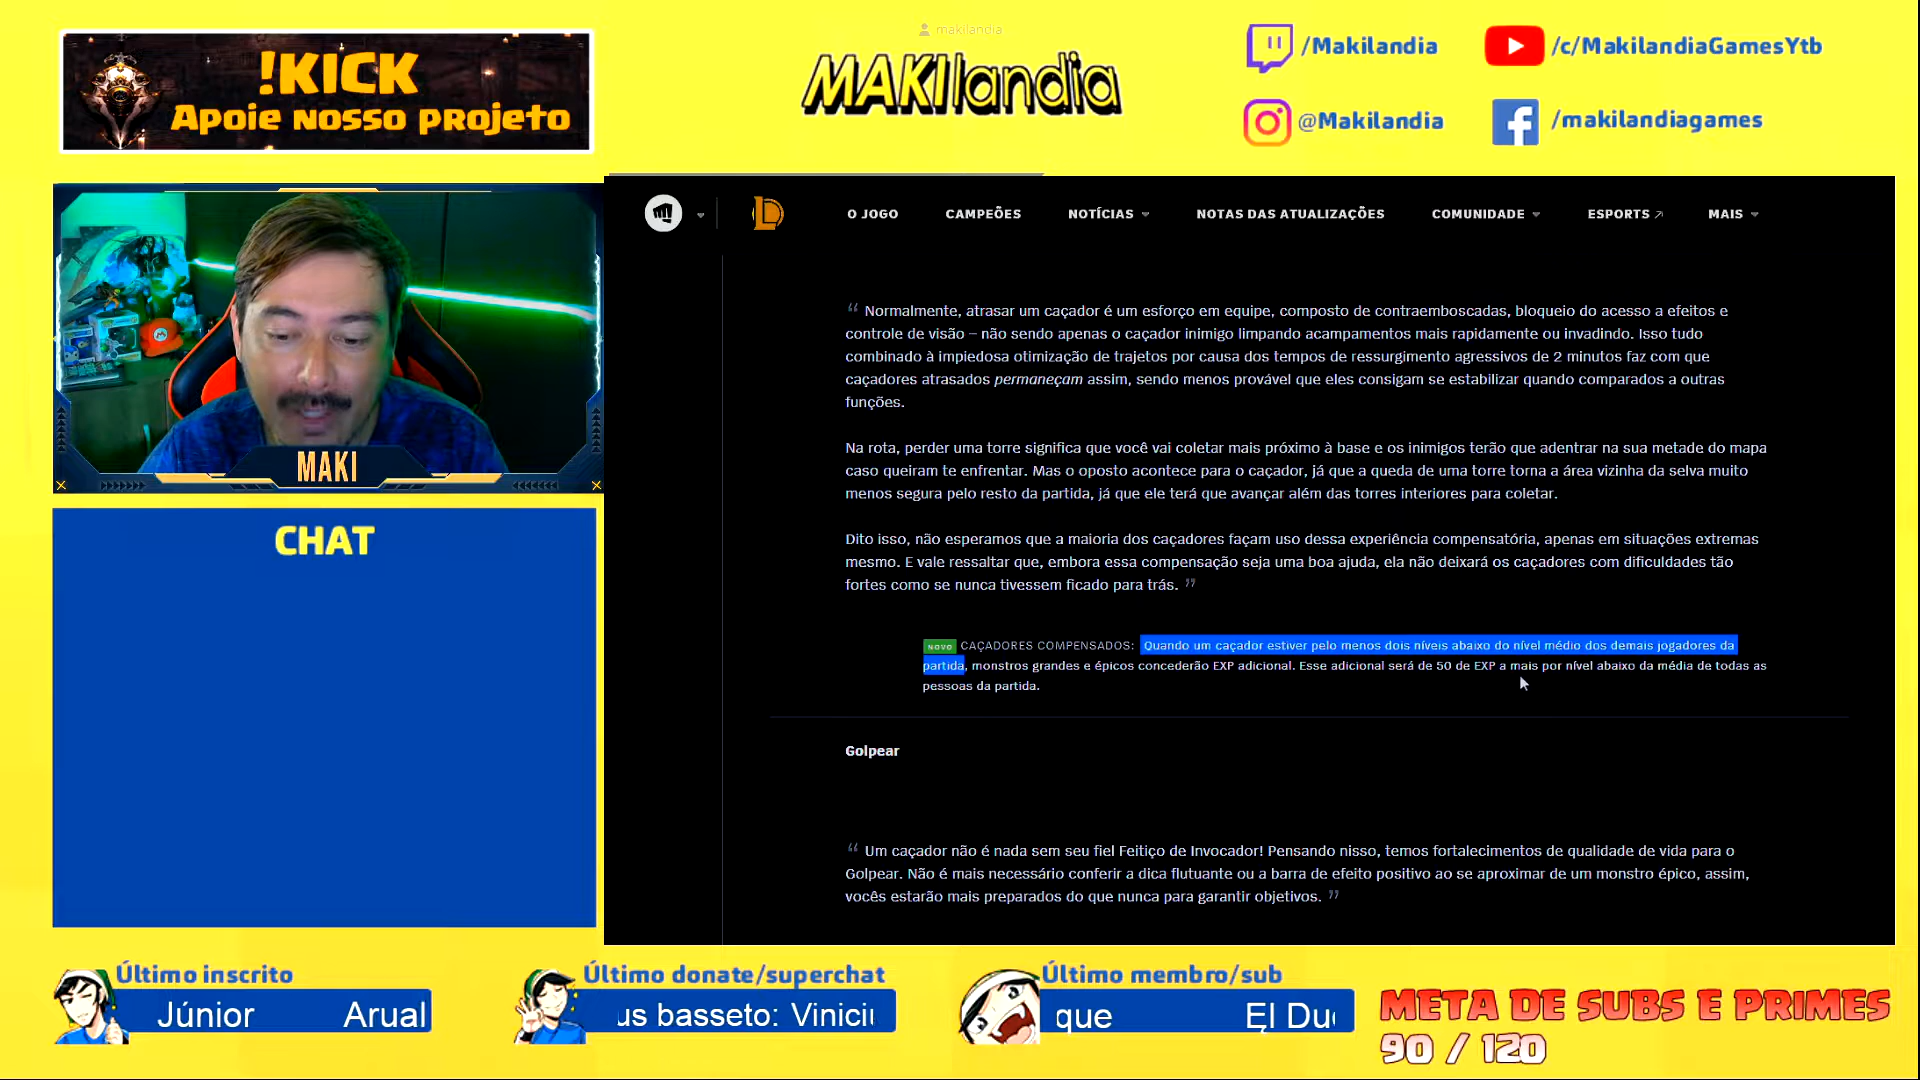 makilandia
!KICK
Apoie nosso projeto
MAKIlandia
/Makilandia
/c/MakilandiaGamesYtb
@Makilandia
/makilandiagames
O JOGO
CAMPEÕES
NOTÍCIAS
NOTAS DAS ATUALIZAÇÕES
COMUNIDADE
ESPORTS
MAIS
MAKI
CHAT
“ Normalmente, atrasar um caçador é um esforço em equipe, composto de contraemboscadas, bloqueio do acesso a efeitos e
controle de visão – não sendo apenas o caçador inimigo limpando acampamentos mais rapidamente ou invadindo. Isso tudo
combinado à impiedosa otimização de trajetos por causa dos tempos de ressurgimento agressivos de 2 minutos faz com que
caçadores atrasados permaneçam assim, sendo menos provável que eles consigam se estabilizar quando comparados a outras
funções.
Na rota, perder uma torre significa que você vai coletar mais próximo à base e os inimigos terão que adentrar na sua metade do mapa
caso queiram te enfrentar. Mas o oposto acontece para o caçador, já que a queda de uma torre torna a área vizinha da selva muito
menos segura pelo resto da partida, já que ele terá que avançar além das torres interiores para coletar.
Dito isso, não esperamos que a maioria dos caçadores façam uso dessa experiência compensatória, apenas em situações extremas
mesmo. E vale ressaltar que, embora essa compensação seja uma boa ajuda, ela não deixará os caçadores com dificuldades tão
fortes como se nunca tivessem ficado para trás. ”
NOVO CAÇADORES COMPENSADOS: Quando um caçador estiver pelo menos dois níveis abaixo do nível médio dos demais jogadores da
partida, monstros grandes e épicos concederão EXP adicional. Esse adicional será de 50 de EXP a mais por nível abaixo da média de todas as
pessoas da partida.
Golpear
“ Um caçador não é nada sem seu fiel Feitiço de Invocador! Pensando nisso, temos fortalecimentos de qualidade de vida para o
Golpear. Não é mais necessário conferir a dica flutuante ou a barra de efeito positivo ao se aproximar de um monstro épico, assim,
vocês estarão mais preparados do que nunca para garantir objetivos. ”
Último inscrito
Júnior Arual
Último donate/superchat
us basseto: Viniciu
Último membro/sub
que El Du
META DE SUBS E PRIMES
90 / 120